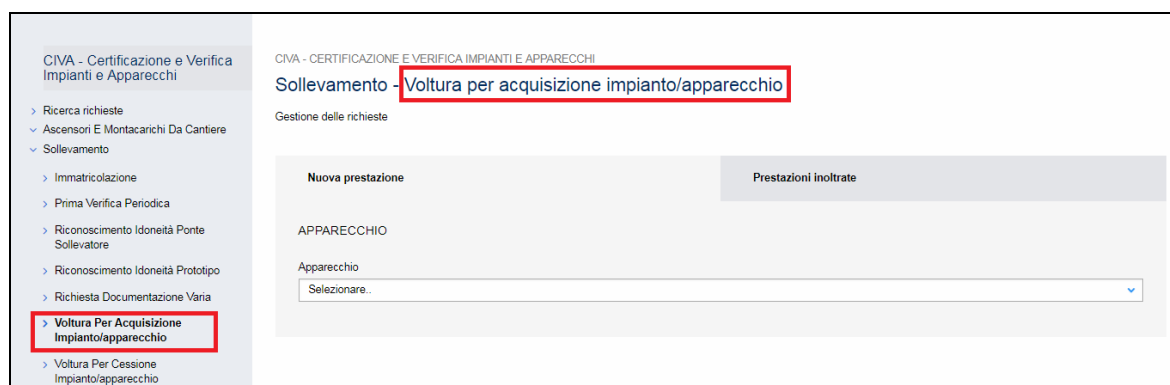 CIVA - Certificazione e Verifica
Impianti e Apparecchi
Ricerca richieste
Ascensori E Montacarichi Da Cantiere
Sollevamento
Immatricolazione
Prima Verifica Periodica
Riconoscimento Idoneità Ponte
Sollevatore
Riconoscimento Idoneità Prototipo
Richiesta Documentazione Varia
Voltura Per Acquisizione
Impianto/apparecchio
Voltura Per Cessione
Impianto/apparecchio
CIVA - CERTIFICAZIONE E VERIFICA IMPIANTI E APPARECCHI
Sollevamento - Voltura per acquisizione impianto/apparecchio
Gestione delle richieste
Nuova prestazione
Prestazioni inoltrate
APPARECCHIO
Apparecchio
Selezionare..